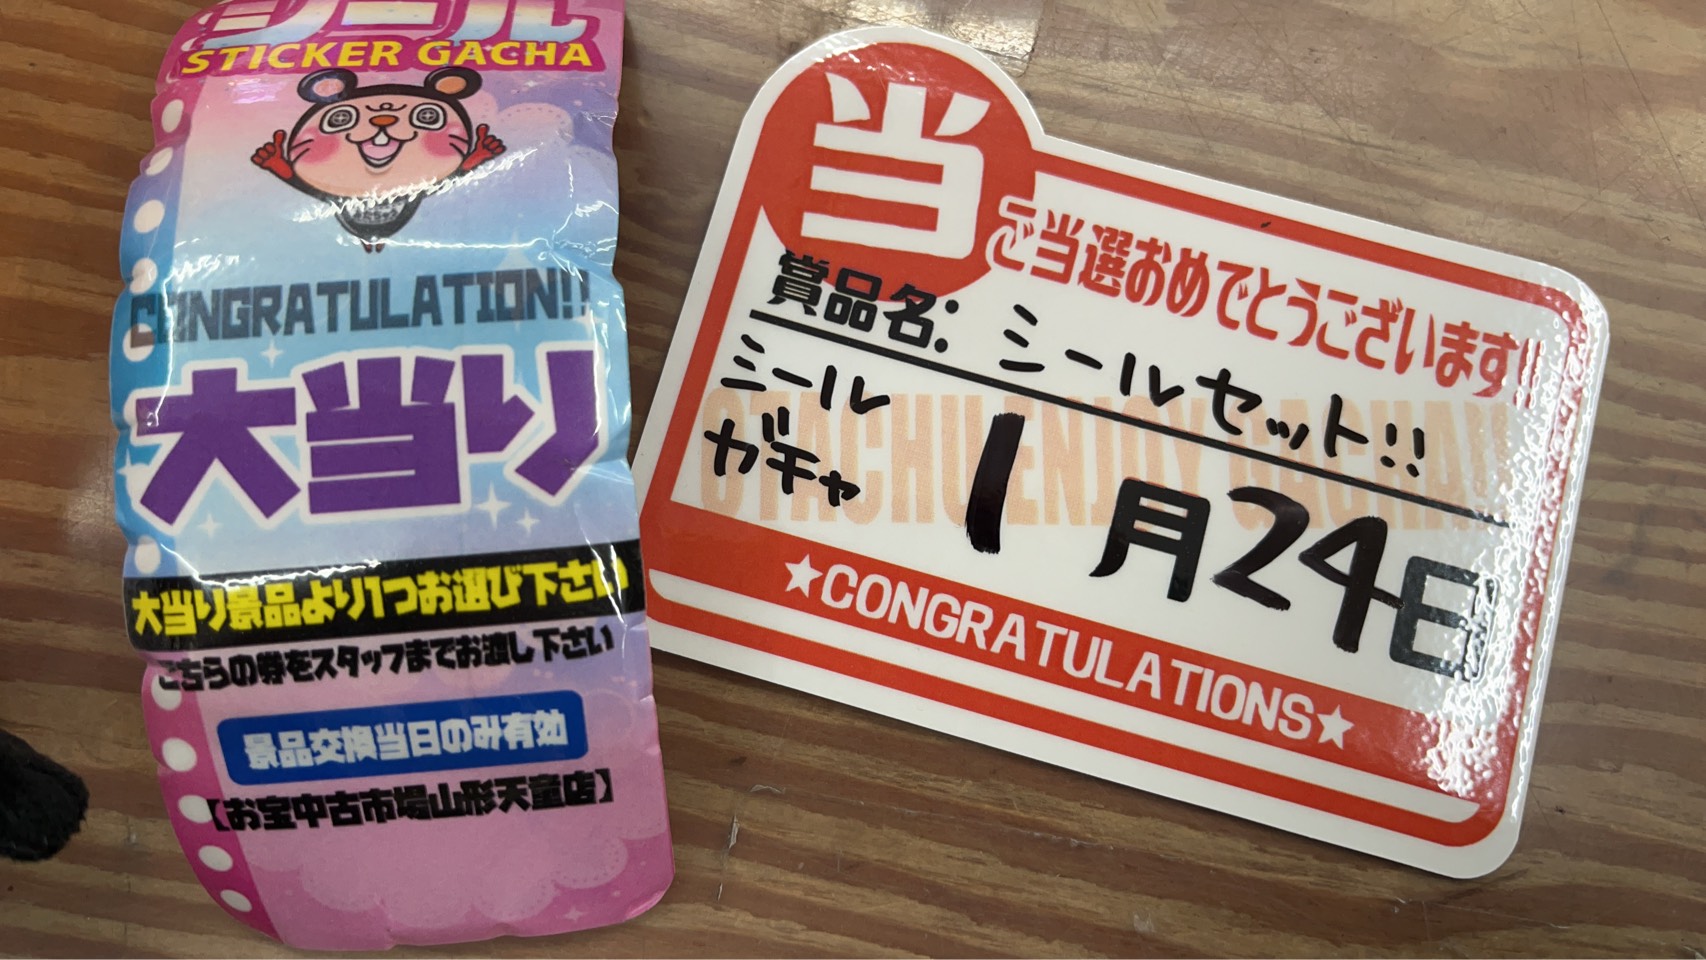 シール
STICKER GACHA
CONGRATULATION!!
大当り
大当り景品より1つお選び下さい
こちらの券をスタッフまでお渡し下さい
景品交換当日のみ有効
【お宝中古市場山形天童店】
当
ご当選おめでとうございます!!
賞品名: シールセット!!
シール
ガチャ
1月24日
OTACHU ENJOY GACHA!!
★CONGRATULATIONS★